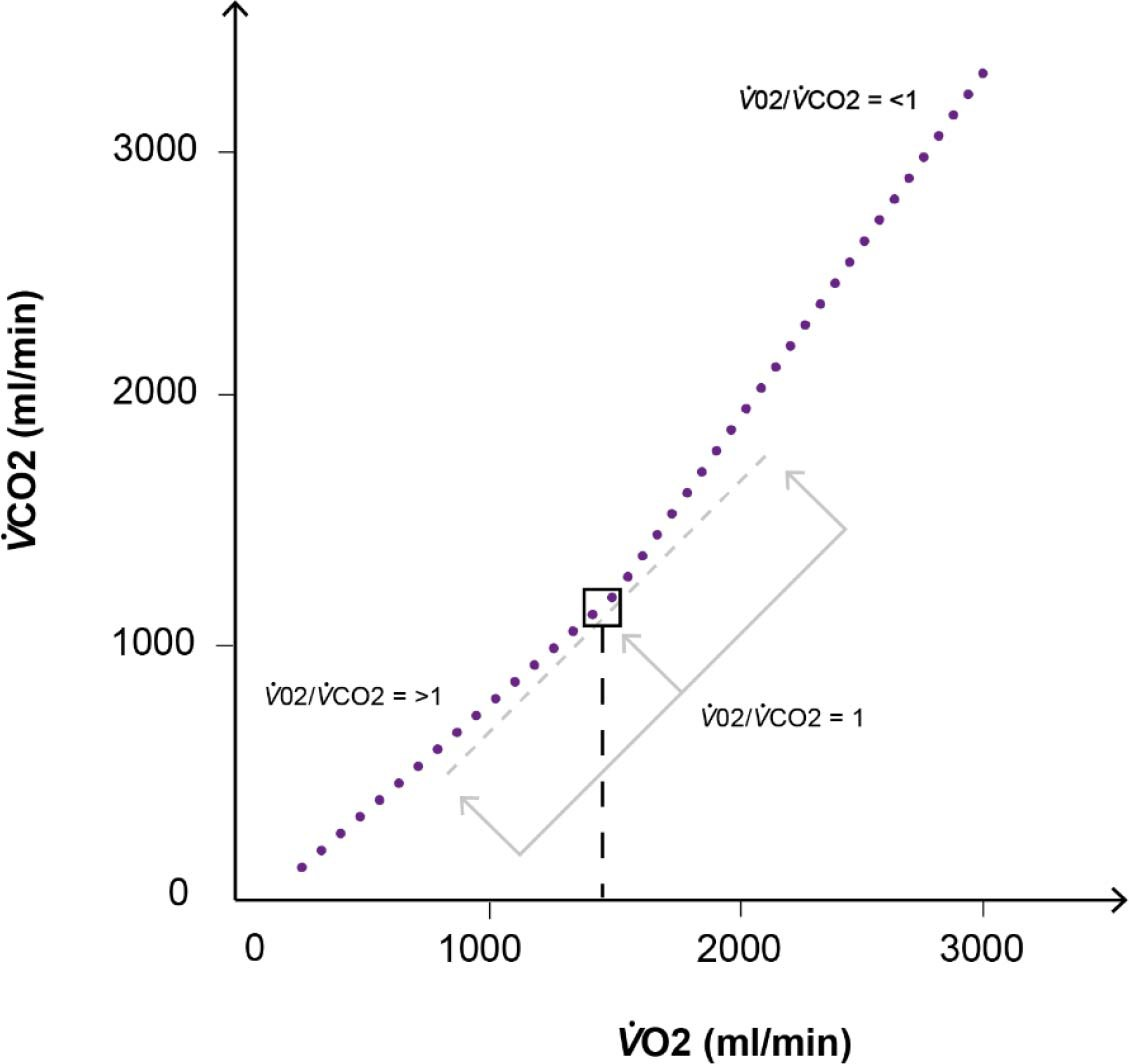 V̇02/V̇CO2 = <1
3000
2000
V̇CO2 (ml/min)
1000
V̇02/V̇CO2 = >1
V̇02/V̇CO2 = 1
0
0
1000
2000
3000
V̇O2 (ml/min)